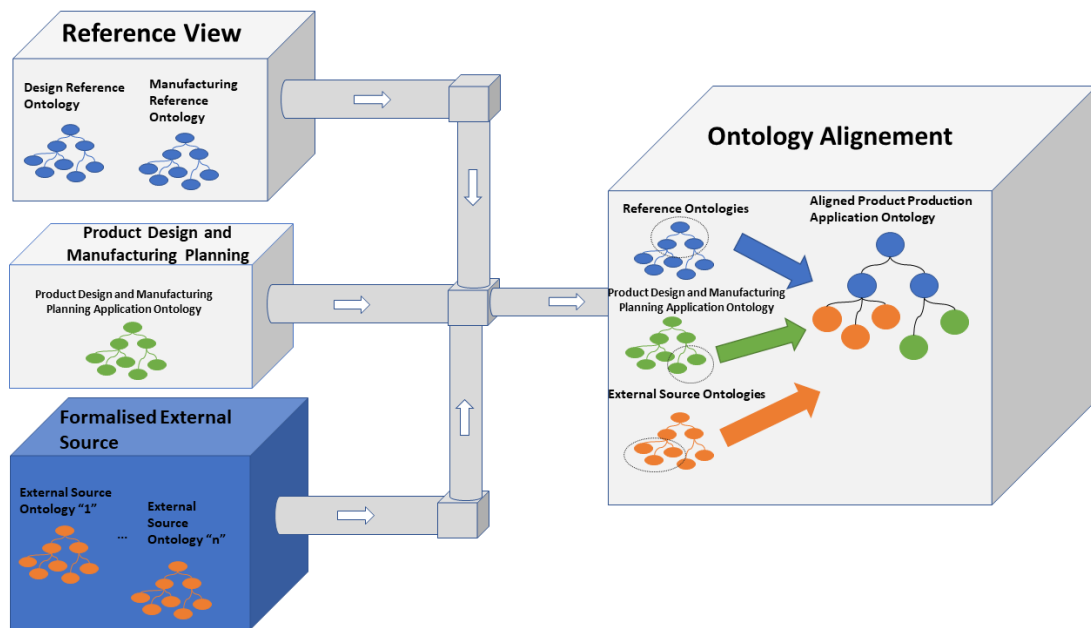 Reference View
Design Reference
Ontology
Manufacturing
Reference
Ontology
Product Design and
Manufacturing Planning
Product Design and Manufacturing
Planning Application Ontology
Formalised External
Source
External Source
Ontology “1”
...
External
Source
Ontology “n”
Ontology Alignement
Reference Ontologies
Product Design and Manufacturing
Planning Application Ontology
External Source Ontologies
Aligned Product Production
Application Ontology